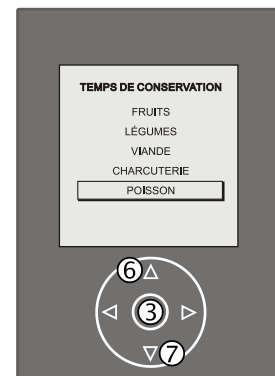 TEMPS DE CONSERVATION
FRUITS
LÉGUMES
VIANDE
CHARCUTERIE
POISSON
6
3
7